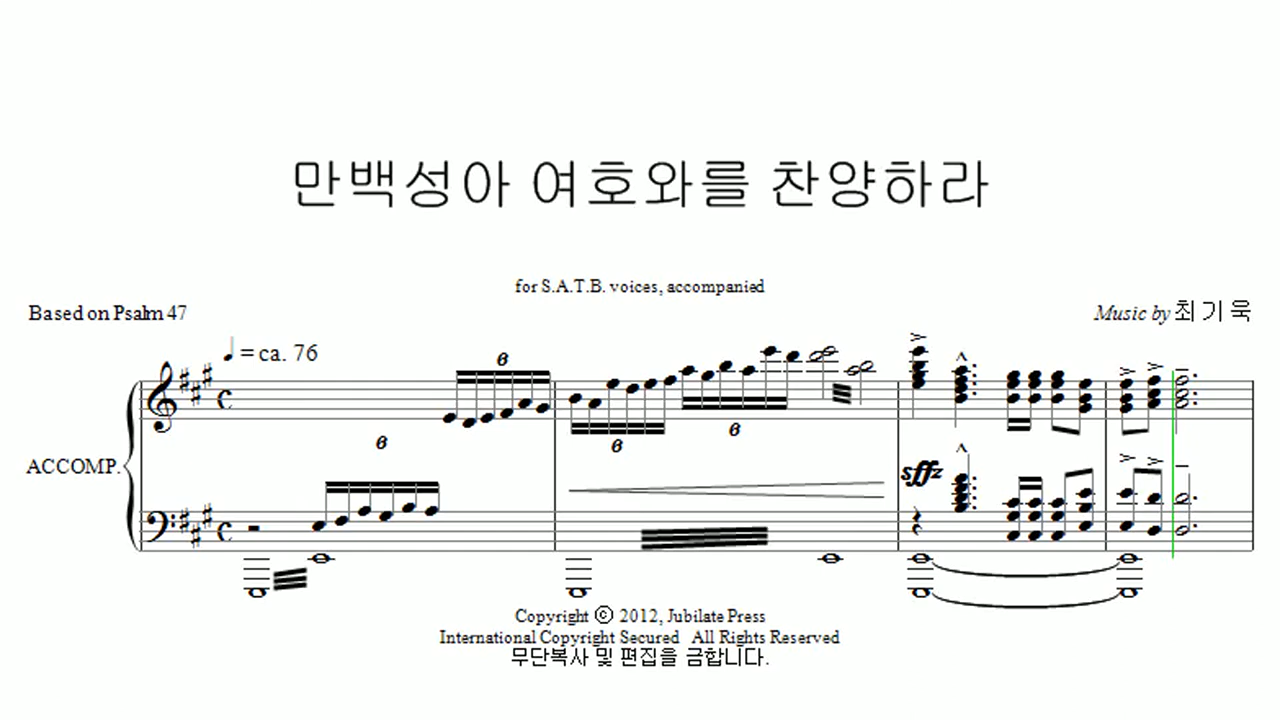 만백성아 여호와를 찬양하라
for S.A.T.B. voices, accompanied
Based on Psalm 47
Music by 최 기 욱
♩ = ca. 76
6
6
6
6
ACCOMP.
sffz
Copyright ⓒ 2012, Jubilate Press
International Copyright Secured All Rights Reserved
무단복사 및 편집을 금합니다.